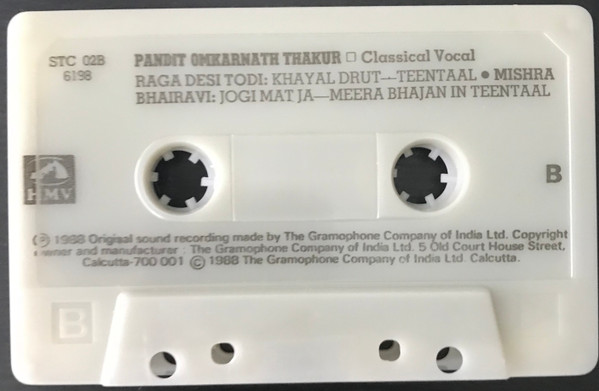 STC 02B
6198
PANDIT OMKARNATH THAKUR □ Classical Vocal
RAGA DESI TODI: KHAYAL DRUT—TEENTAAL ● MISHRA
BHAIRAVI: JOGI MAT JA—MEERA BHAJAN IN TEENTAAL
HMV
B
Ⓟ 1988 Original sound recording made by The Gramophone Company of India Ltd. Copyright
owner and manufacturer : The Gramophone Company of India Ltd. 5 Old Court House Street,
Calcutta-700 001 © 1988 The Gramophone Company of India Ltd. Calcutta.
B